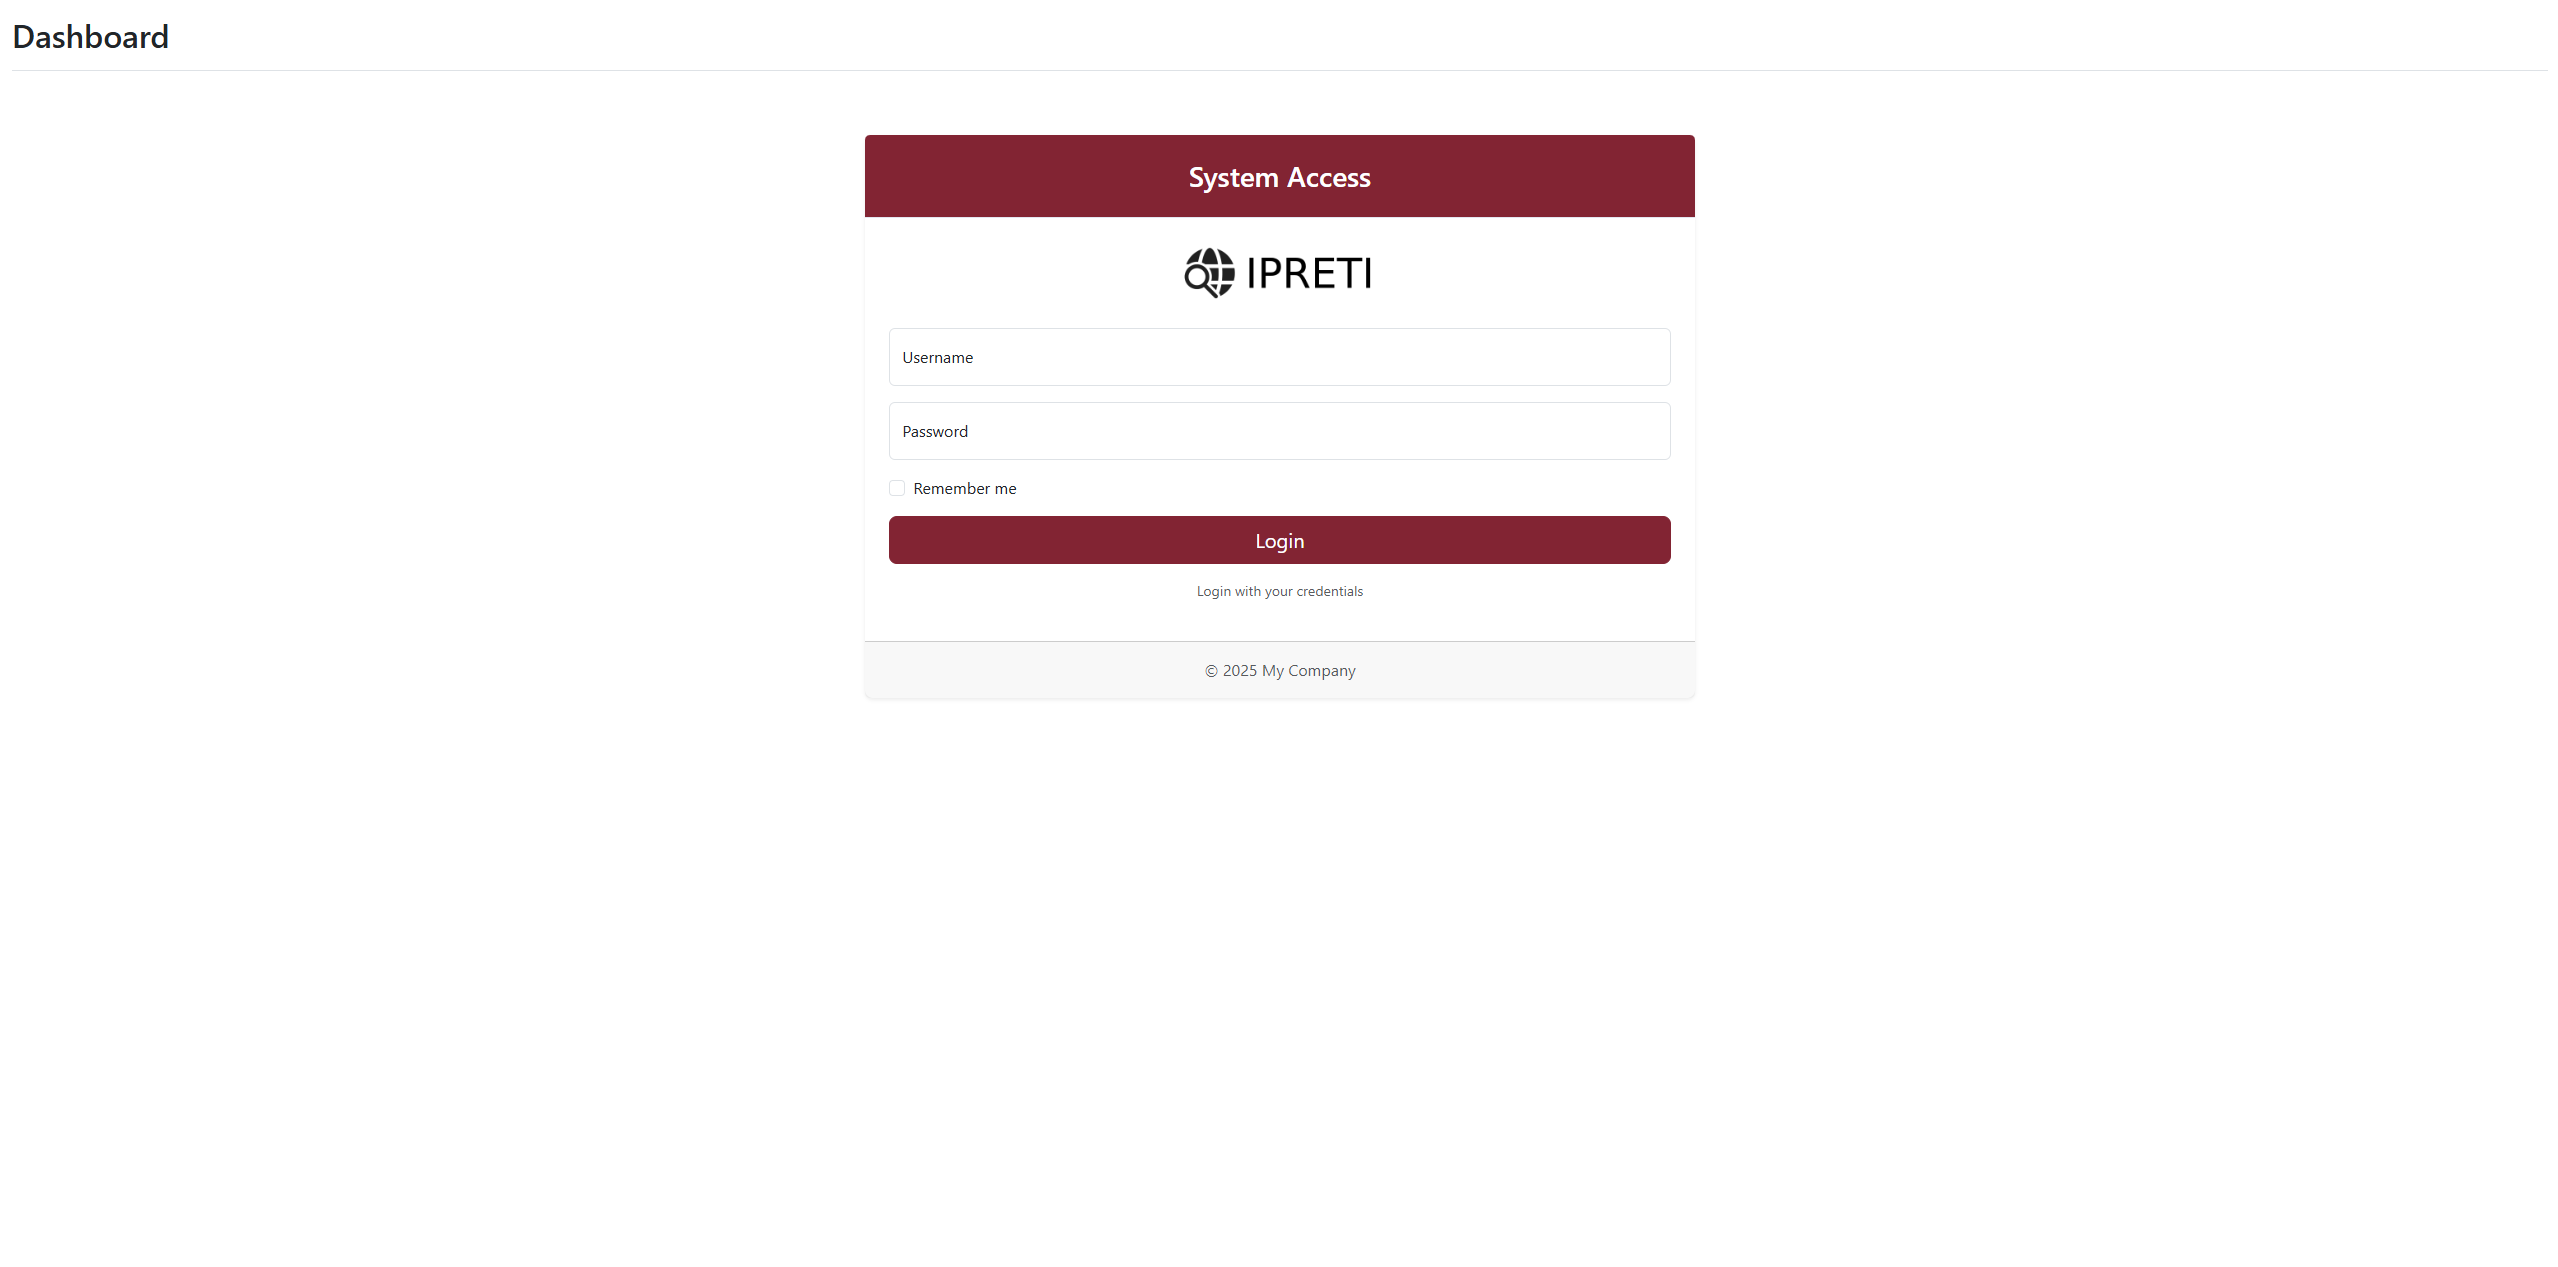 Dashboard
System Access
IPRETI
Username
Password
Remember me
Login
Login with your credentials
© 2025 My Company